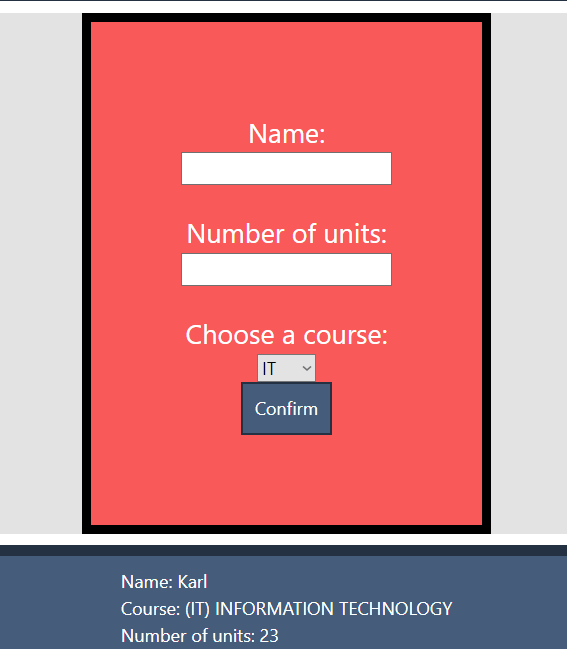 Name:
Number of units:
Choose a course:
IT
Confirm
Name: Karl
Course: (IT) INFORMATION TECHNOLOGY
Number of units: 23